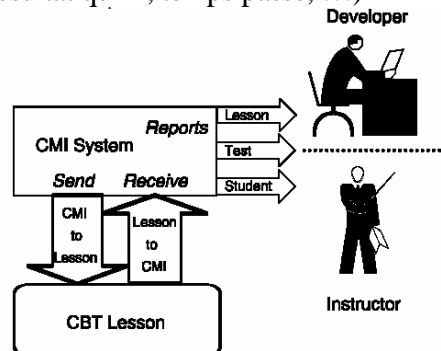 Developer
Lesson
Reports
CMI System
Test
Send Receive
Student
CMI
to
Lesson
Lesson
to
CMI
Instructor
CBT Lesson